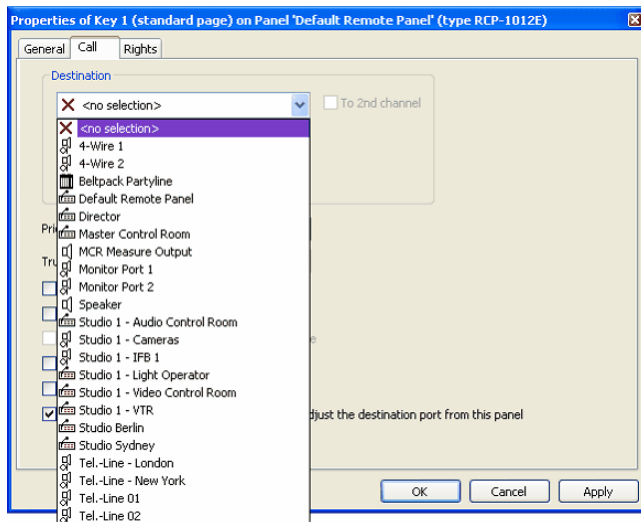 Properties of Key 1 (standard page) on Panel 'Default Remote Panel' (type RCP-1012E)
General Call Rights
Destination
<no selection>
To 2nd channel
<no selection>
4-Wire 1
4-Wire 2
Beltpack Partyline
Default Remote Panel
Director
Master Control Room
MCR Measure Output
Monitor Port 1
Monitor Port 2
Speaker
Studio 1 - Audio Control Room
Studio 1 - Cameras
Studio 1 - IFB 1
Studio 1 - Light Operator
Studio 1 - Video Control Room
Studio 1 - VTR
Studio Berlin
Studio Sydney
Tel.-Line - London
Tel.-Line - New York
Tel.-Line 01
Tel.-Line 02
Pri
Tru
e
djust the destination port from this panel
OK Cancel Apply